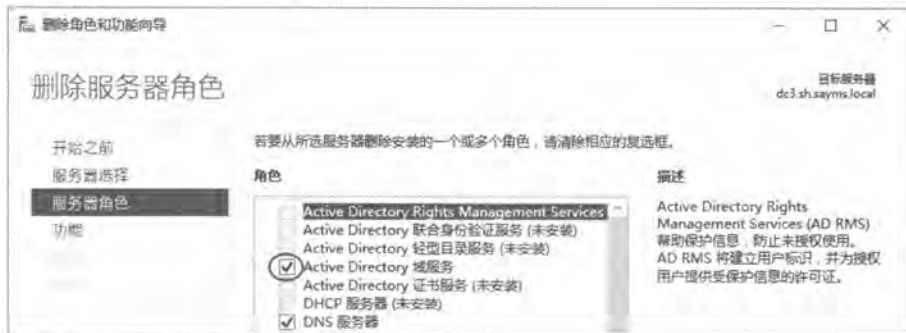 删除角色和功能向导
删除服务器角色
目标服务器
dc3.sh.sayms.local
开始之前
服务器选择
服务器角色
功能
若要从所选服务器删除安装的一个或多个角色，请清除相应的复选框。
角色
Active Directory Rights Management Services
Active Directory 联合身份验证服务 (未安装)
Active Directory 轻型目录服务 (未安装)
Active Directory 域服务
Active Directory 证书服务 (未安装)
DHCP 服务器 (未安装)
DNS 服务器
描述
Active Directory Rights
Management Services (AD RMS)
帮助保护信息，防止未授权使用。
AD RMS 将建立用户标识，并为授权
用户提供受保护信息的许可证。